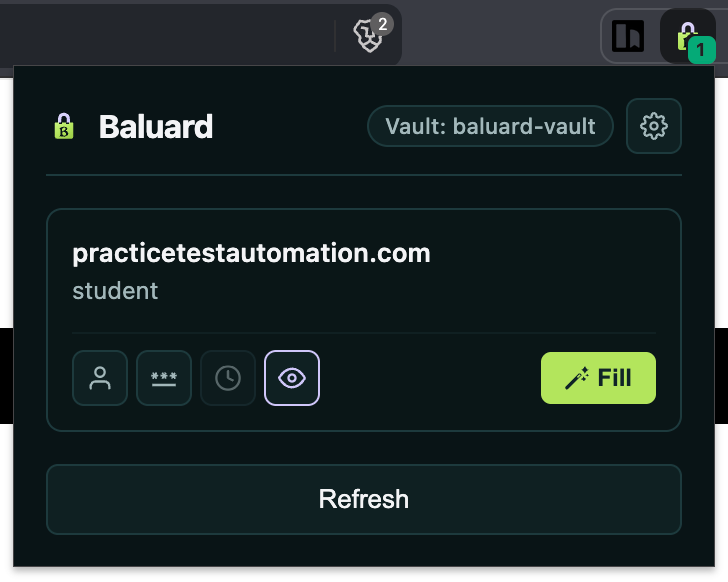 2
1
B
Baluard
Vault: baluard-vault
practicetestautomation.com
student
***
Fill
Refresh